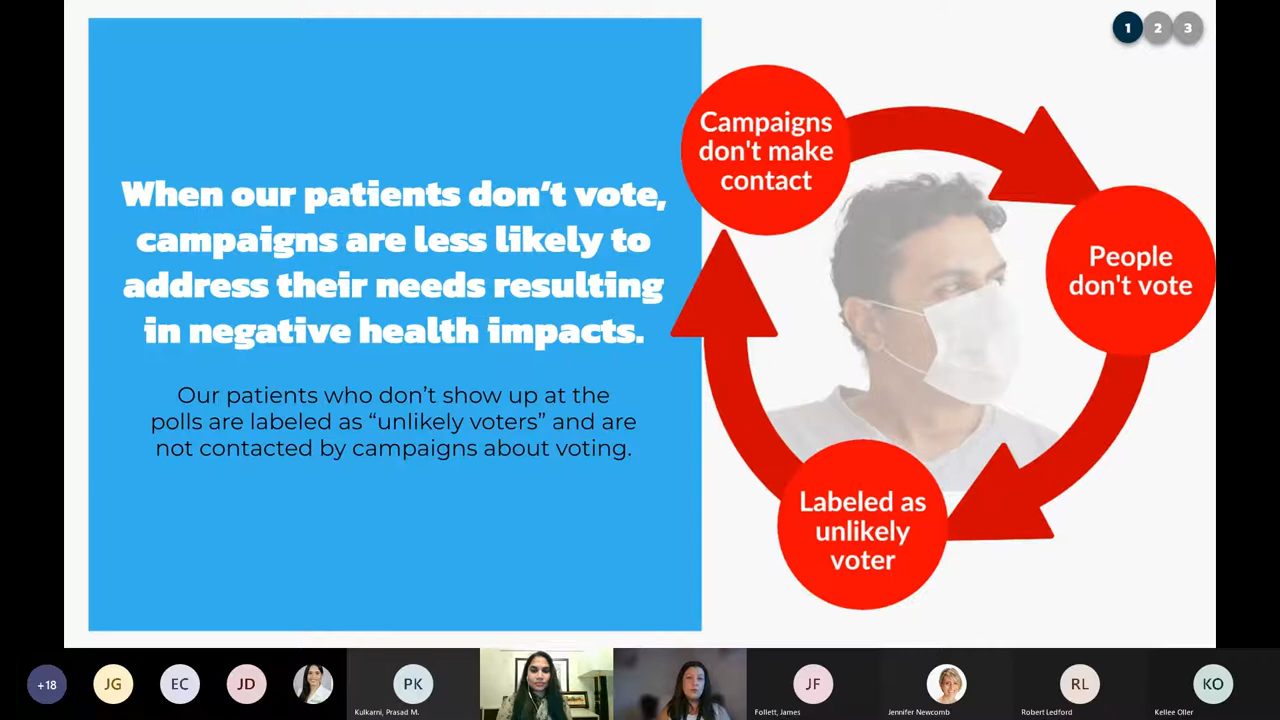 1 2 3
When our patients don’t vote,
campaigns are less likely to
address their needs resulting
in negative health impacts.
Our patients who don’t show up at the
polls are labeled as “unlikely voters” and are
not contacted by campaigns about voting.
Campaigns
don't make
contact
People
don't vote
Labeled as
unlikely
voter
+18
JG
EC
JD
PK
Kulkarni, Prasad M.
JF
Follett, James
Jennifer Newcomb
RL
Robert Ledford
KO
Kellee Oller